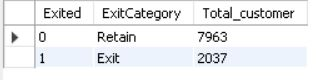 Exited ExitCategory Total_customer
0 Retain 7963
1 Exit 2037